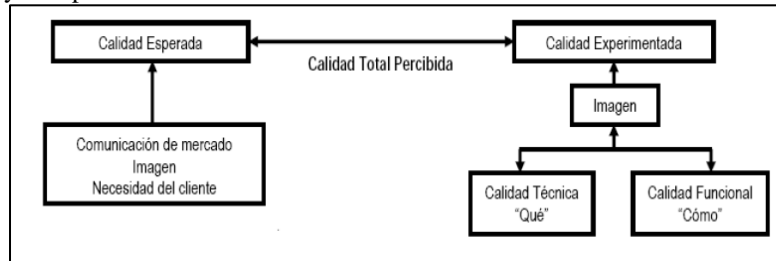 Calidad Esperada
Calidad Experimentada
Calidad Total Percibida
Imagen
Comunicación de mercado
Imagen
Necesidad del cliente
Calidad Técnica
"Qué"
Calidad Funcional
"Cómo"